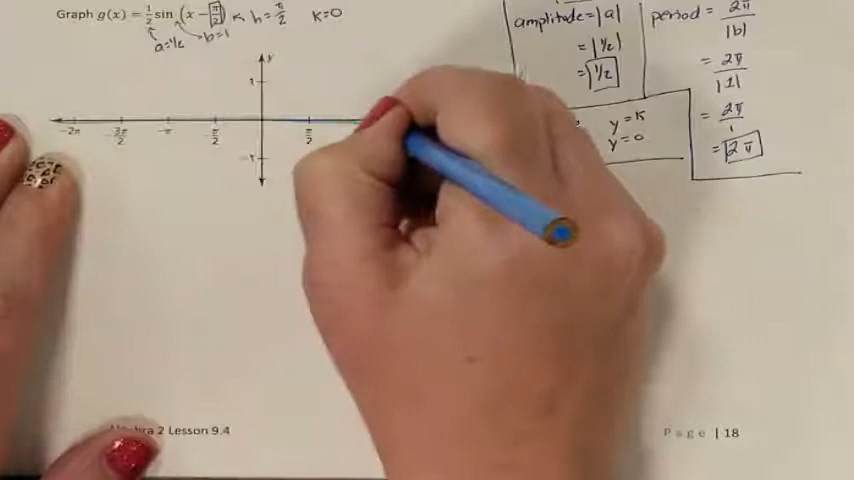 Graph g(x) = 1/2 sin (x - π/2) h = π/2 K=0
a=1/2 b=1
amplitude=|a|
= |1/2|
= 1/2
period = 2π/|b|
= 2π/|1|
= 2π/1
= 2π
y = K
y = 0
y
1
-2π -3π/2 -π -π/2 π/2
-1
2 Lesson 9.4
Page | 18